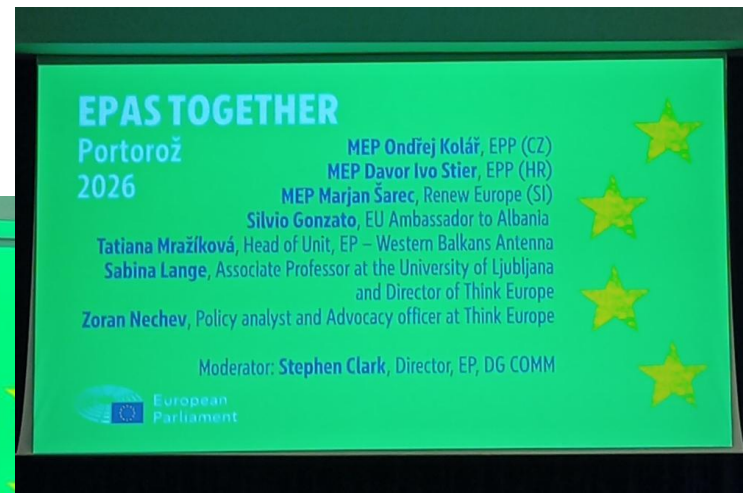 EPAS TOGETHER
Portorož
2026
MEP Ondřej Kolář, EPP (CZ)
MEP Davor Ivo Stier, EPP (HR)
MEP Marjan Šarec, Renew Europe (SI)
Silvio Gonzato, EU Ambassador to Albania
Tatiana Mražíková, Head of Unit, EP – Western Balkans Antenna
Sabina Lange, Associate Professor at the University of Ljubljana
and Director of Think Europe
Zoran Nechev, Policy analyst and Advocacy officer at Think Europe
Moderator: Stephen Clark, Director, EP, DG COMM
European
Parliament